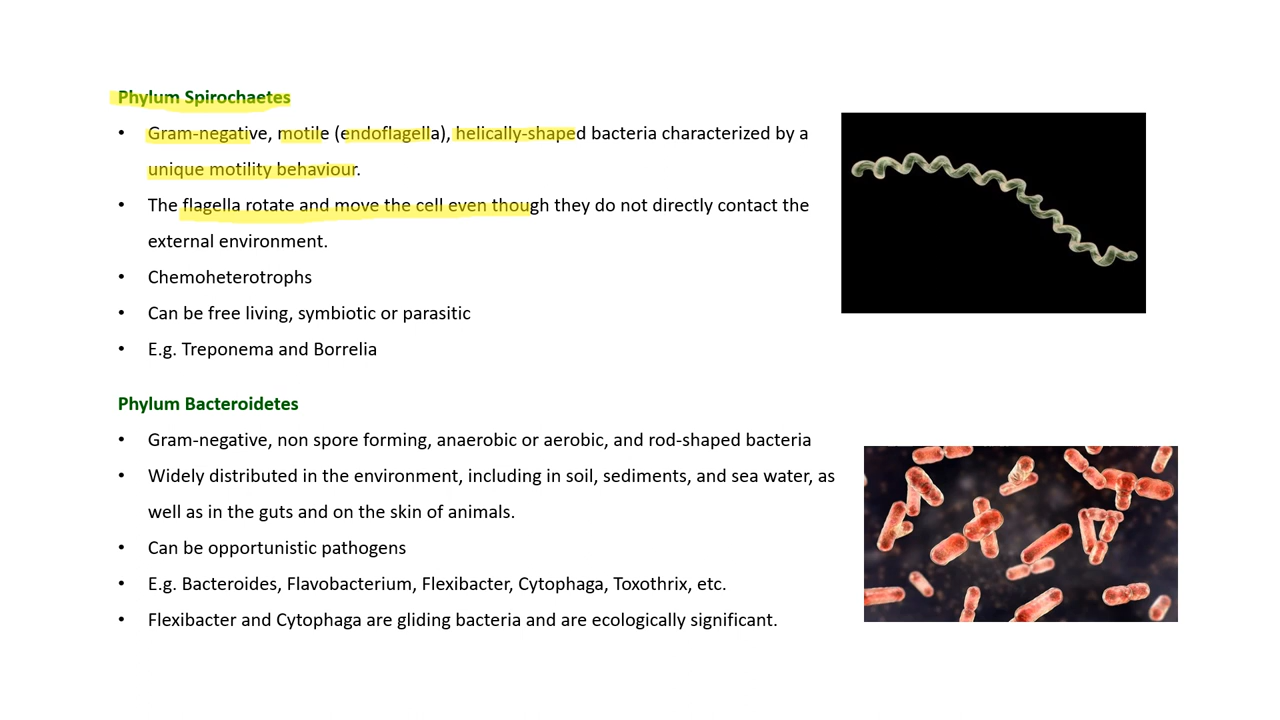 Phylum Spirochaetes
• Gram-negative, motile (endoflagella), helically-shaped bacteria characterized by a
unique motility behaviour.
• The flagella rotate and move the cell even though they do not directly contact the
external environment.
• Chemoheterotrophs
• Can be free living, symbiotic or parasitic
• E.g. Treponema and Borrelia
Phylum Bacteroidetes
• Gram-negative, non spore forming, anaerobic or aerobic, and rod-shaped bacteria
• Widely distributed in the environment, including in soil, sediments, and sea water, as
well as in the guts and on the skin of animals.
• Can be opportunistic pathogens
• E.g. Bacteroides, Flavobacterium, Flexibacter, Cytophaga, Toxothrix, etc.
• Flexibacter and Cytophaga are gliding bacteria and are ecologically significant.